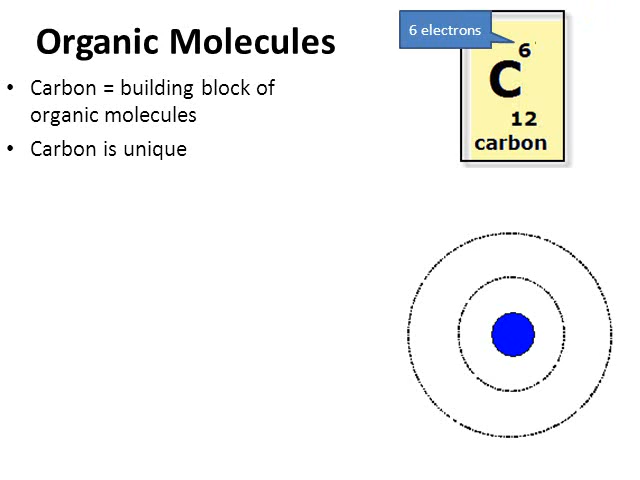 Organic Molecules
• Carbon = building block of
organic molecules
• Carbon is unique
6 electrons
6
C
12
carbon